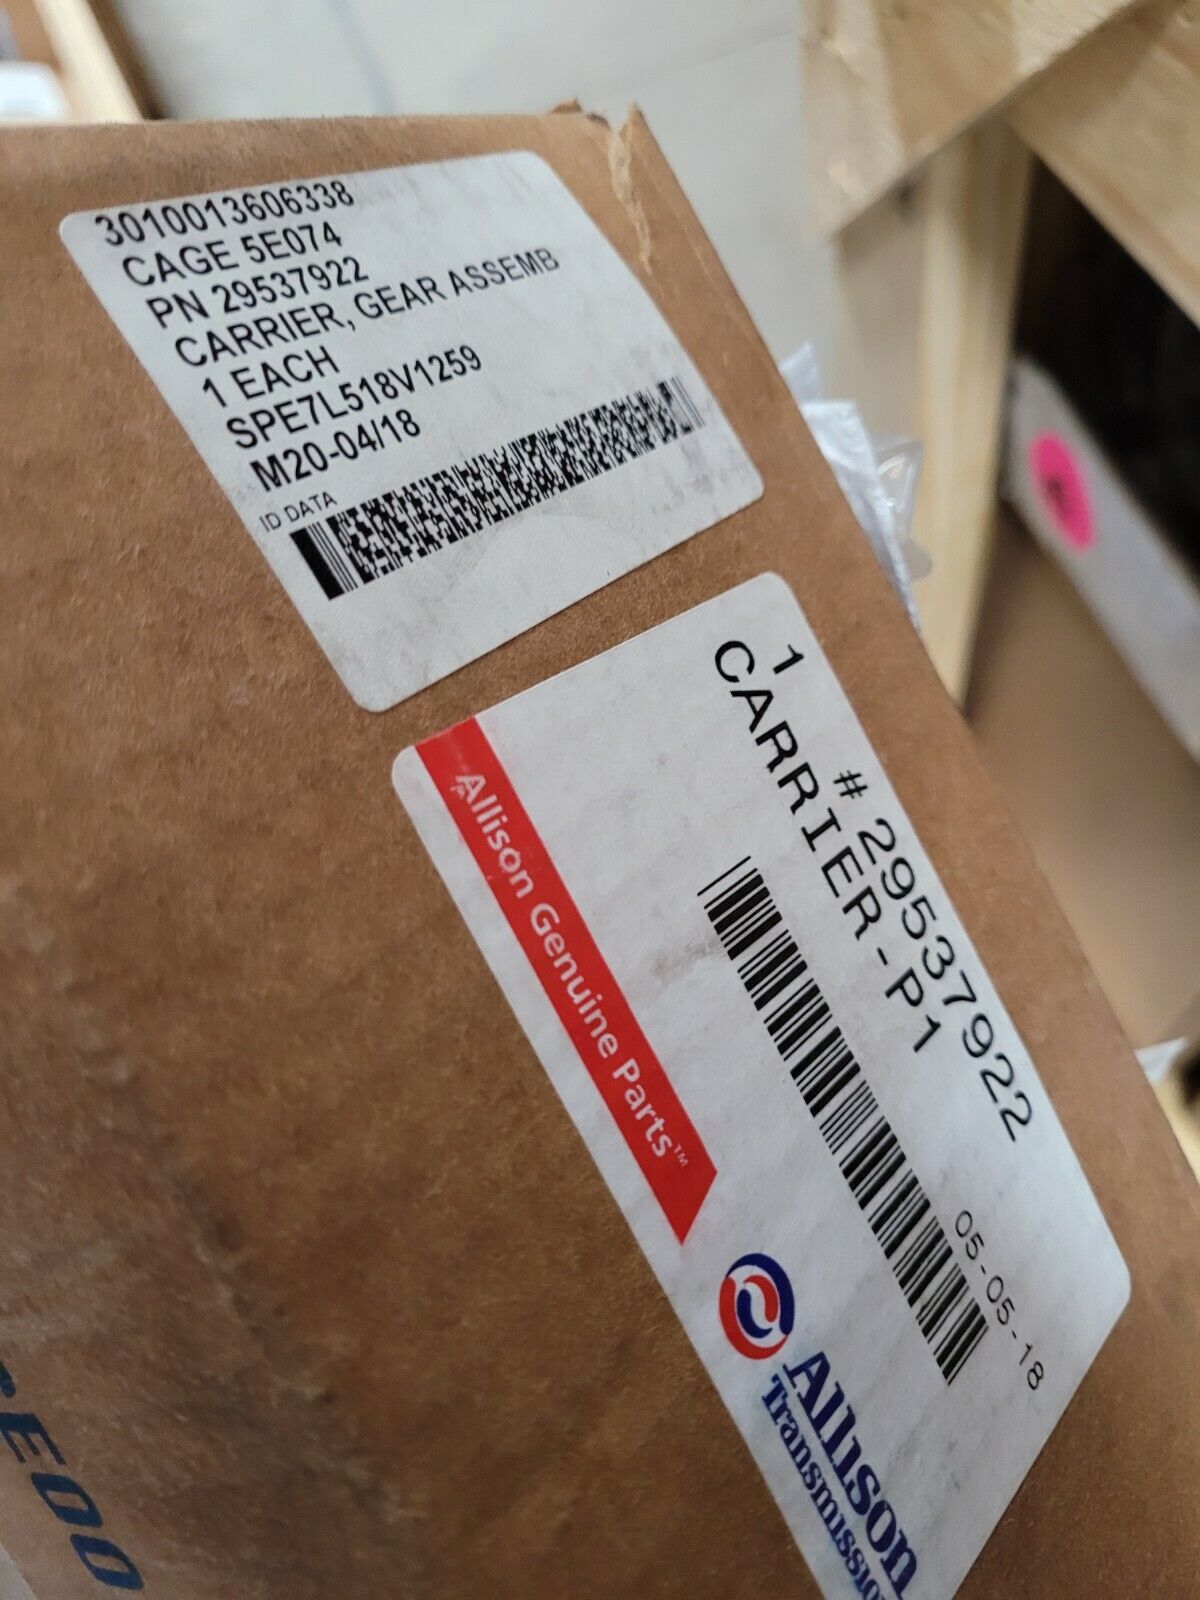 3010013606338
CAGE 5E074
PN 29537922
CARRIER, GEAR ASSEMB
1 EACH
SPE7L518V1259
M20-04/18
ID DATA
1 # 29537922
CARRIER-P1
05-05-18
Allison Genuine Parts™
Allison
Transmission